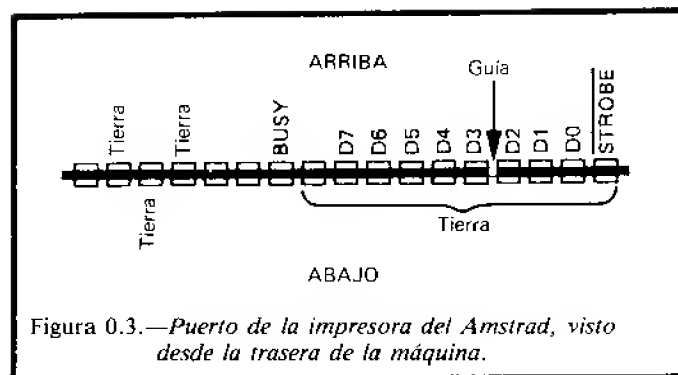 ARRIBA
Guía
Tierra
Tierra
BUSY
D7
D6
D5
D4
D3
D2
D1
D0
STROBE
Tierra
Tierra
ABAJO
Figura 0.3.—Puerto de la impresora del Amstrad, visto
desde la trasera de la máquina.